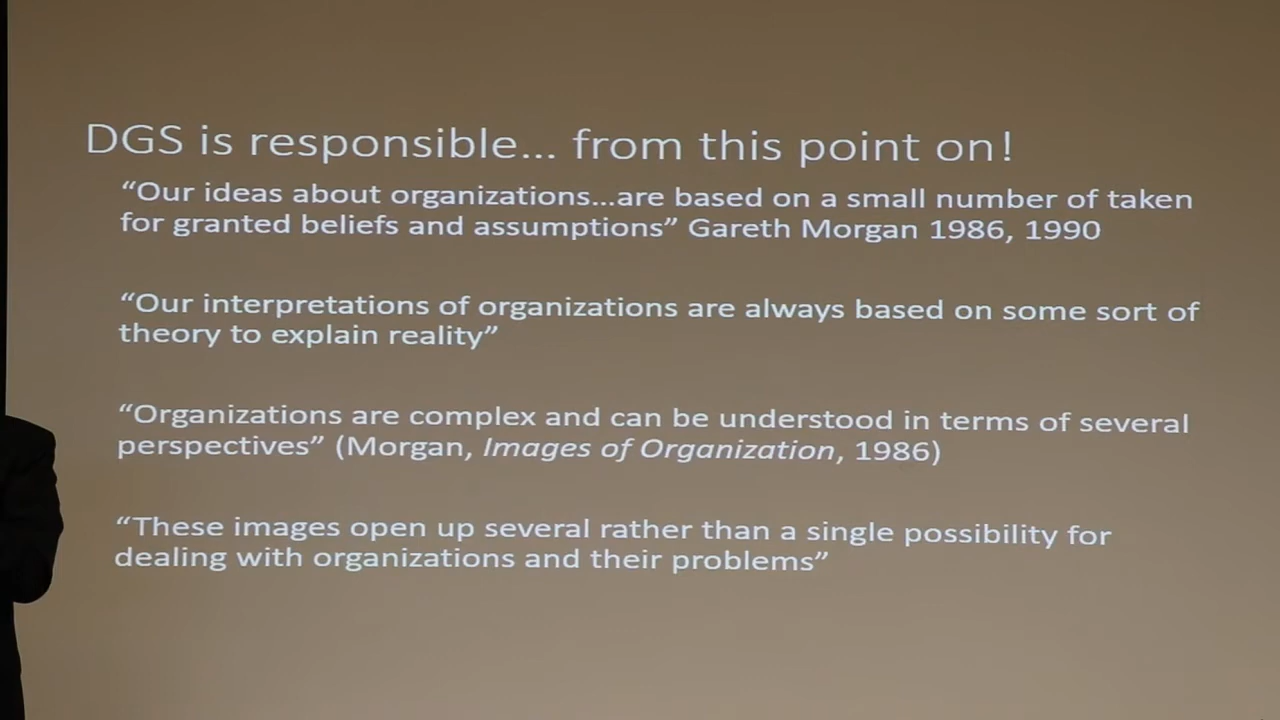 DGS is responsible… from this point on!
“Our ideas about organizations…are based on a small number of taken
for granted beliefs and assumptions” Gareth Morgan 1986, 1990
“Our interpretations of organizations are always based on some sort of
theory to explain reality”
“Organizations are complex and can be understood in terms of several
perspectives” (Morgan, Images of Organization, 1986)
“These images open up several rather than a single possibility for
dealing with organizations and their problems”